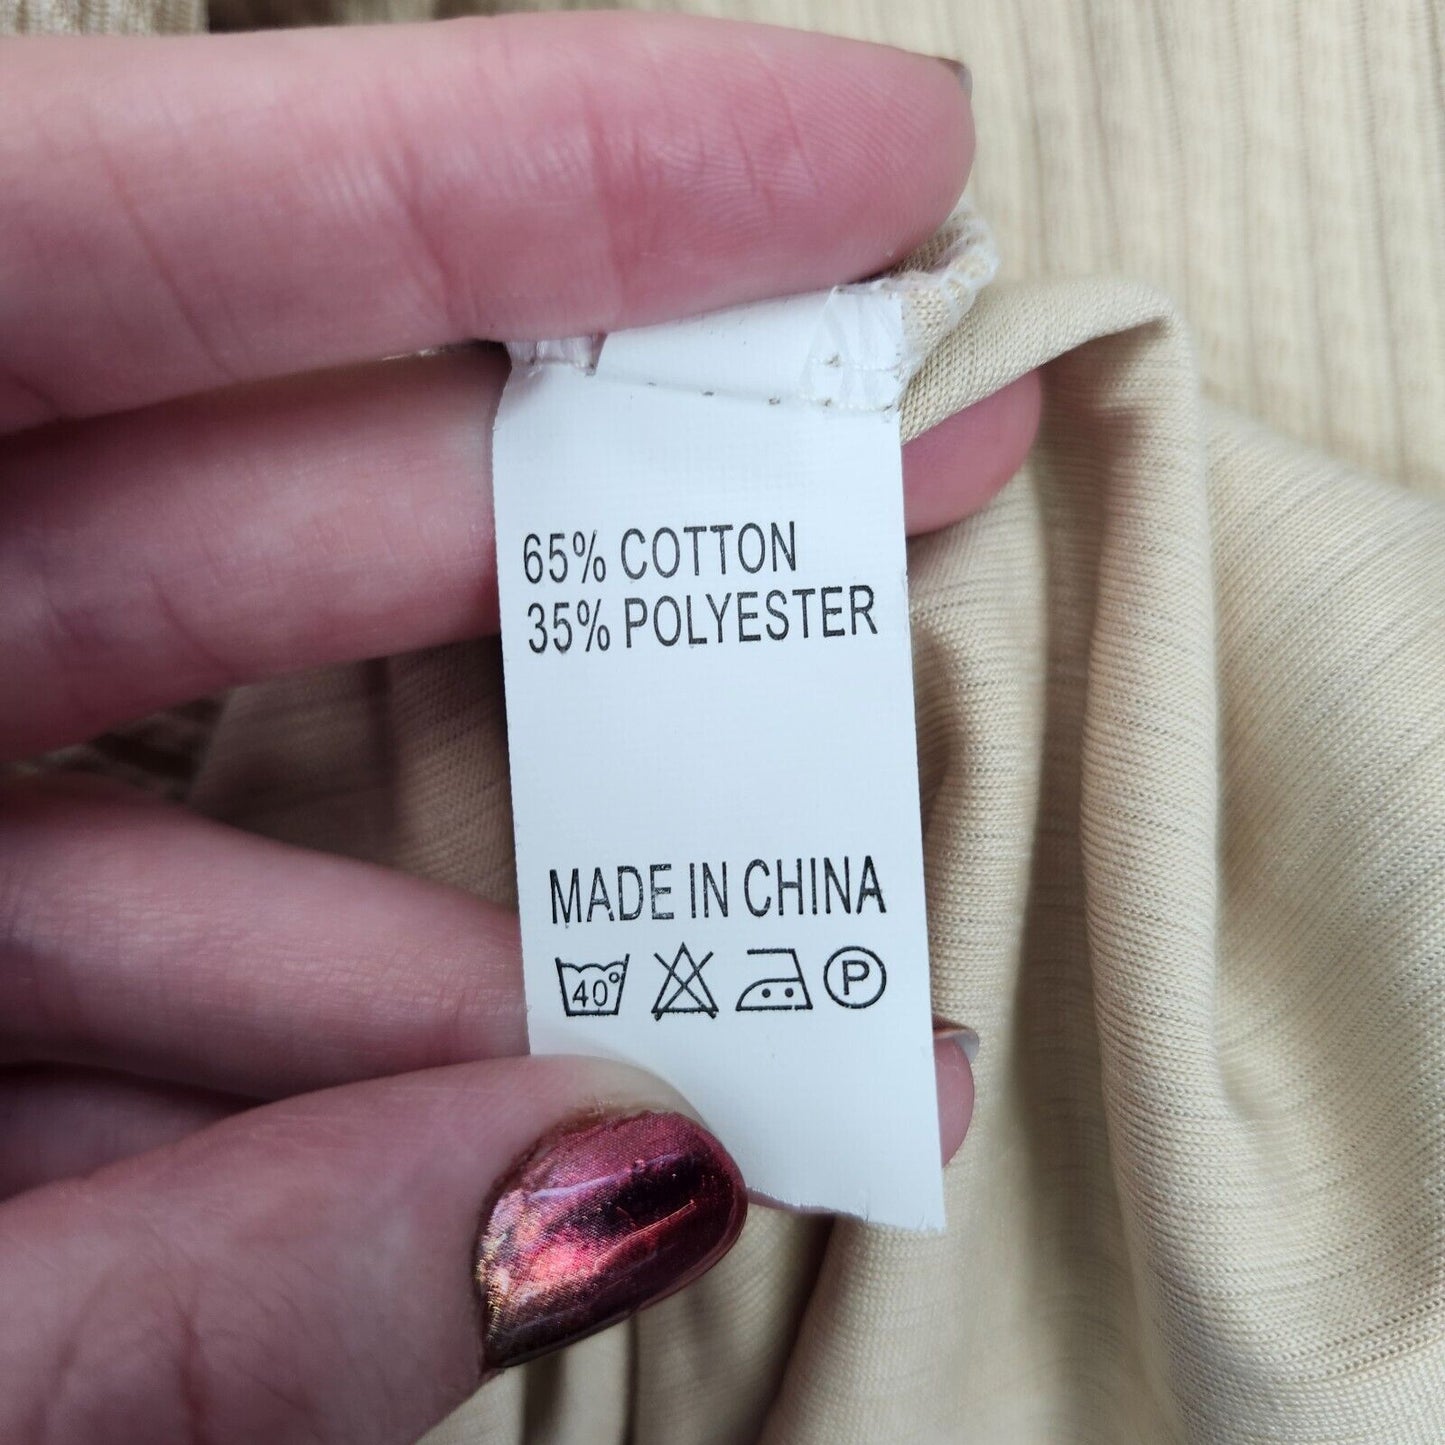 65% COTTON
35% POLYESTER
MADE IN CHINA
40° P